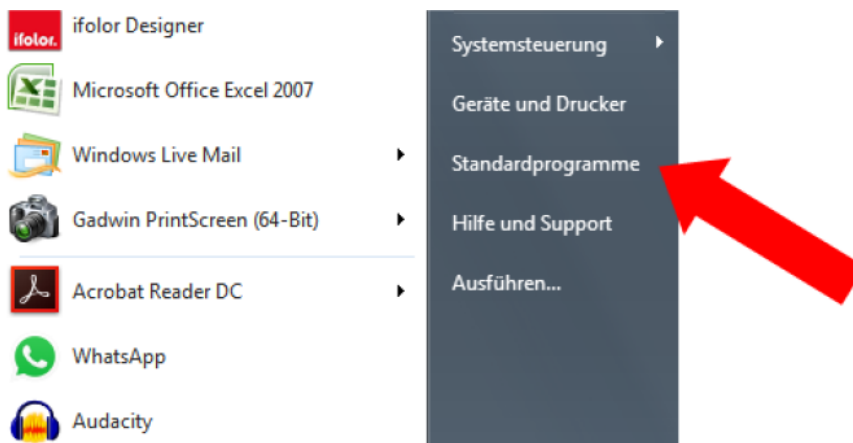 ifolor.
ifolor Designer
Microsoft Office Excel 2007
Windows Live Mail
Gadwin PrintScreen (64-Bit)
Acrobat Reader DC
WhatsApp
Audacity
Systemsteuerung
Geräte und Drucker
Standardprogramme
Hilfe und Support
Ausführen...